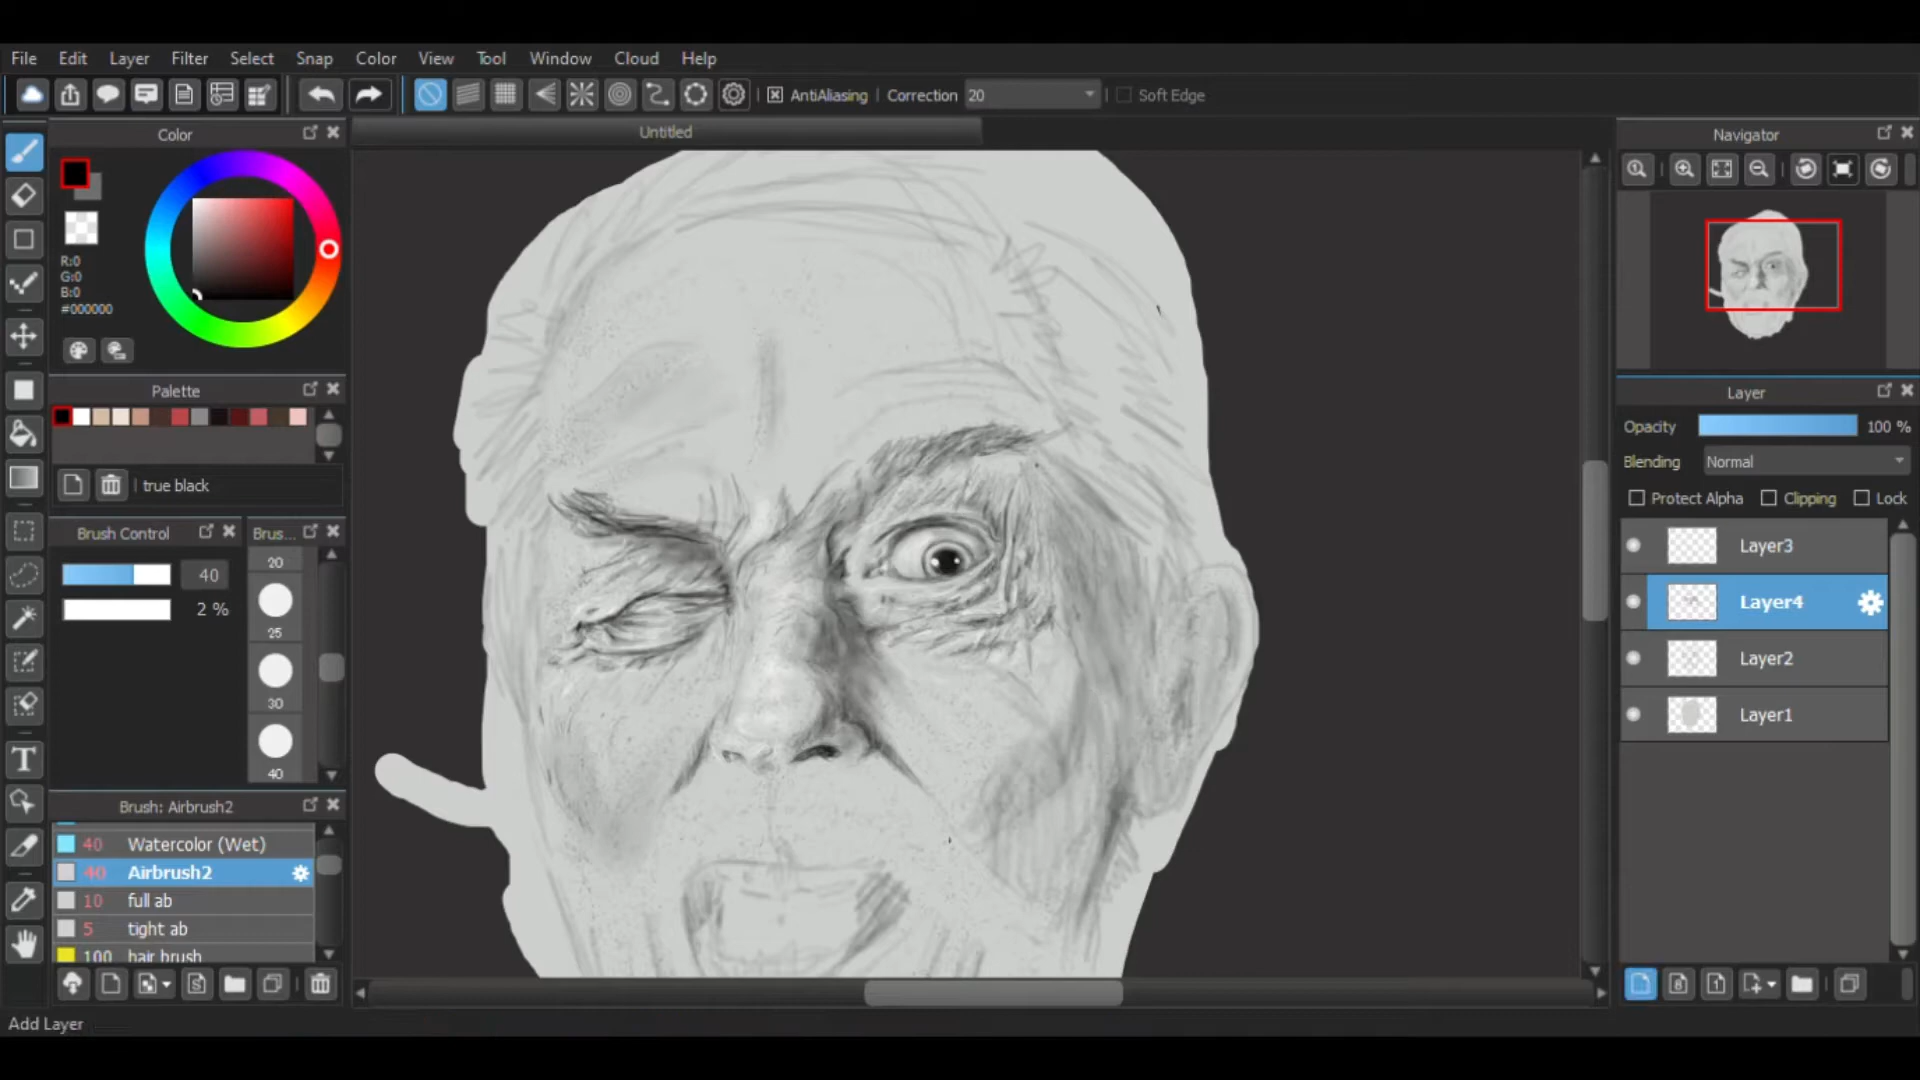 File Edit Layer Filter Select Snap Color View Tool Window Cloud Help
AntiAliasing Correction 20 Soft Edge
Color
R:0
G:0
B:0
#000000
Palette
true black
Brush Control
40
2 %
Brus...
20
25
30
40
Brush: Airbrush2
40 Watercolor (Wet)
40 Airbrush2
10 full ab
5 tight ab
100 hair brush
Add Layer
Untitled
Navigator
Layer
Opacity 100 %
Blending Normal
Protect Alpha Clipping Lock
Layer3
Layer4
Layer2
Layer1